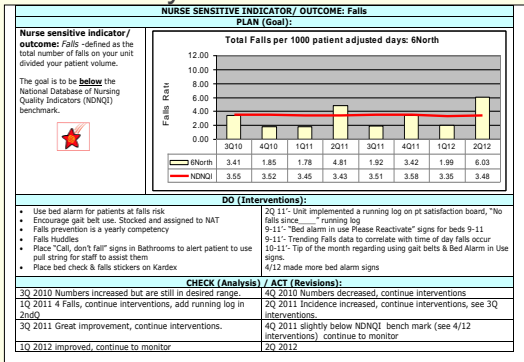 NURSE SENSITIVE INDICATOR/ OUTCOME: Falls
PLAN (Goal):
Nurse sensitive indicator/
outcome: Falls -defined as the
total number of falls on your unit
divided your patient volume.
The goal is to be below the
National Database of Nursing
Quality Indicators (NDNQI)
benchmark.
Total Falls per 1000 patient adjusted days: 6North
Falls Rate
12.00
10.00
8.00
6.00
4.00
2.00
0.00
3Q10 4Q10 1Q11 2Q11 3Q11 4Q11 1Q12 2Q12
6North 3.41 1.85 1.78 4.81 1.92 3.42 1.99 6.03
NDNQI 3.55 3.52 3.45 3.43 3.51 3.58 3.35 3.48
DO (Interventions):
• Use bed alarm for patients at falls risk
• Encourage gait belt use. Stocked and assigned to NAT
• Falls prevention is a yearly competency
• Falls Huddles
• Place "Call, don't fall" signs in Bathrooms to alert patient to use
pull string for staff to assist them
• Place bed check & falls stickers on Kardex
2Q 11'- Unit implemented a running log on pt satisfaction board, "No
falls since____" running log
9-11'- "Bed alarm in use Please Reactivate" signs for beds 9-11
9-11'- Trending Falls data to correlate with time of day falls occur
10-11'- Tip of the month regarding using gait belts & Bed Alarm in Use
signs.
4/12 made more bed alarm signs
CHECK (Analysis) / ACT (Revisions):
3Q 2010 Numbers increased but are still in desired range.
4Q 2010 Numbers decreased, continue interventions
1Q 2011 4 Falls, continue interventions, add running log in
2ndQ
2Q 2011 Incidence increased, continue interventions, see 3Q
interventions.
3Q 2011 Great improvement, continue interventions.
4Q 2011 slightly below NDNQI bench mark (see 4/12
interventions) continue to monitor
1Q 2012 improved, continue to monitor
2Q 2012